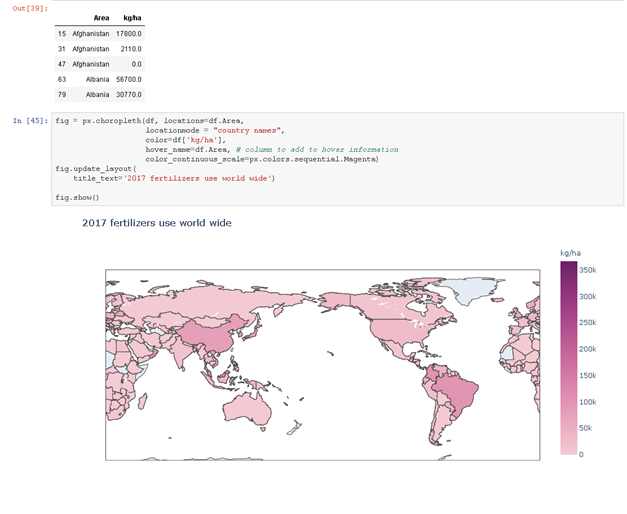 Out[39]:
Area kg/ha
15 Afghanistan 17800.0
31 Afghanistan 2110.0
47 Afghanistan 0.0
63 Albania 56700.0
79 Albania 30770.0
In [45]: fig = px.choropleth(df, locations=df.Area,
locationmode = "country names",
color=df['kg/ha'],
hover_name=df.Area, # column to add to hover information
color_continuous_scale=px.colors.sequential.Magenta)
fig.update_layout(
title_text='2017 fertilizers use world wide')
fig.show()
2017 fertilizers use world wide
kg/ha
350k
300k
250k
200k
150k
100k
50k
0